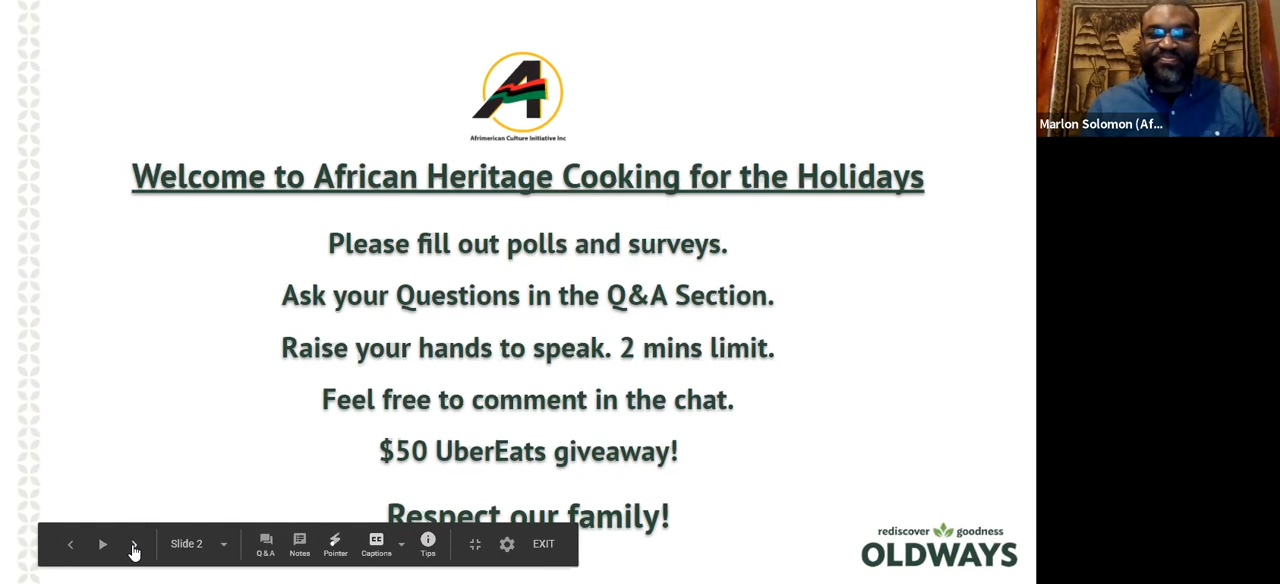 Afrimerican Culture Initiative Inc
Welcome to African Heritage Cooking for the Holidays
Please fill out polls and surveys.
Ask your Questions in the Q&A Section.
Raise your hands to speak. 2 mins limit.
Feel free to comment in the chat.
$50 UberEats giveaway!
Respect our family!
Slide 2
Q&A
Notes
Pointer
Captions
Tips
EXIT
rediscover goodness
OLDWAYS
Marlon Solomon (Af...